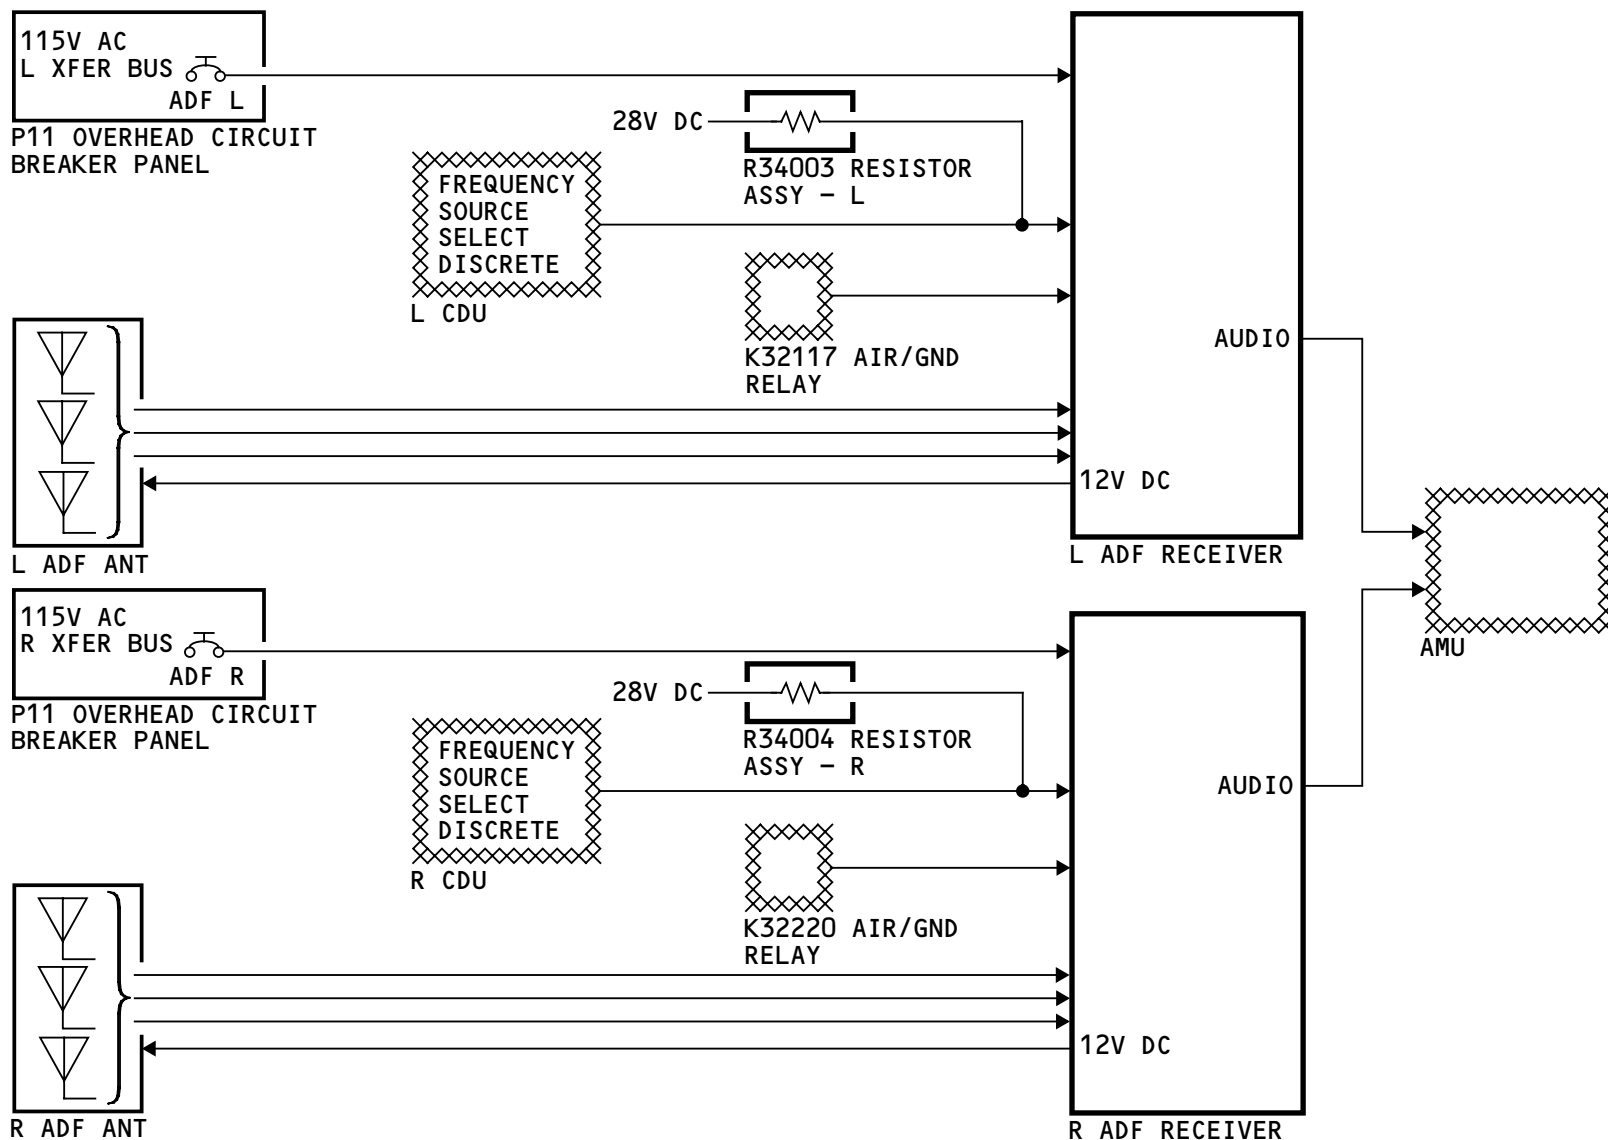 115V AC
L XFER BUS
ADF L
P11 OVERHEAD CIRCUIT
BREAKER PANEL
28V DC
R34003 RESISTOR
ASSY - L
FREQUENCY
SOURCE
SELECT
DISCRETE
L CDU
K32117 AIR/GND
RELAY
AUDIO
12V DC
L ADF ANT
L ADF RECEIVER
AMU
115V AC
R XFER BUS
ADF R
P11 OVERHEAD CIRCUIT
BREAKER PANEL
28V DC
R34004 RESISTOR
ASSY - R
FREQUENCY
SOURCE
SELECT
DISCRETE
R CDU
K32220 AIR/GND
RELAY
AUDIO
12V DC
R ADF ANT
R ADF RECEIVER